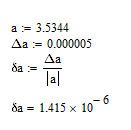 a := 3.5344
Δa := 0.000005
δa := Δa / |a|
δa = 1.415 × 10^-6